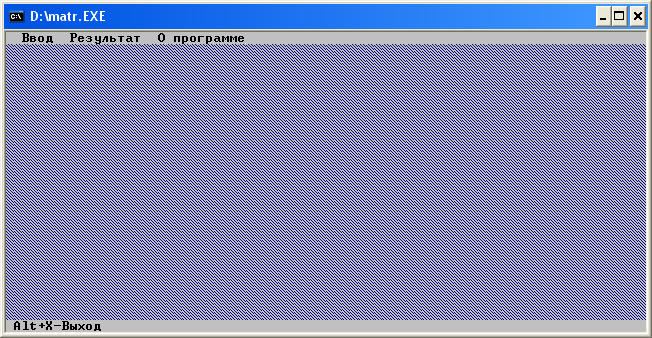 D:\matr.EXE
Ввод Результат О программе
Alt+X-Выход